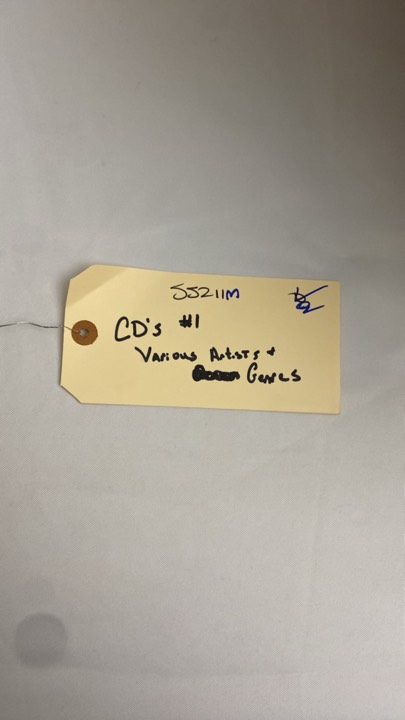 SS211M
CD's #1
Various Artists +
Genres